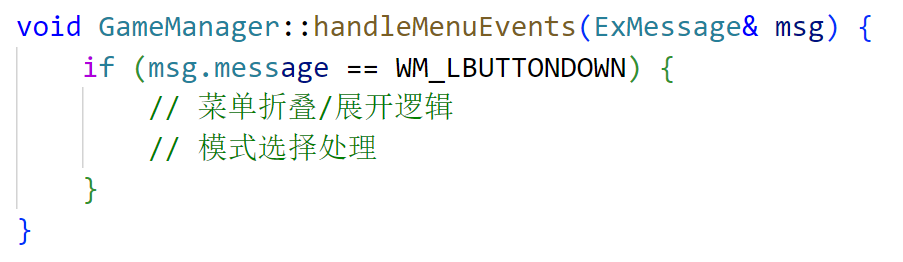 void GameManager::handleMenuEvents(ExMessage& msg) {
    if (msg.message == WM_LBUTTONDOWN) {
        // 菜单折叠/展开逻辑
        // 模式选择处理
    }
}